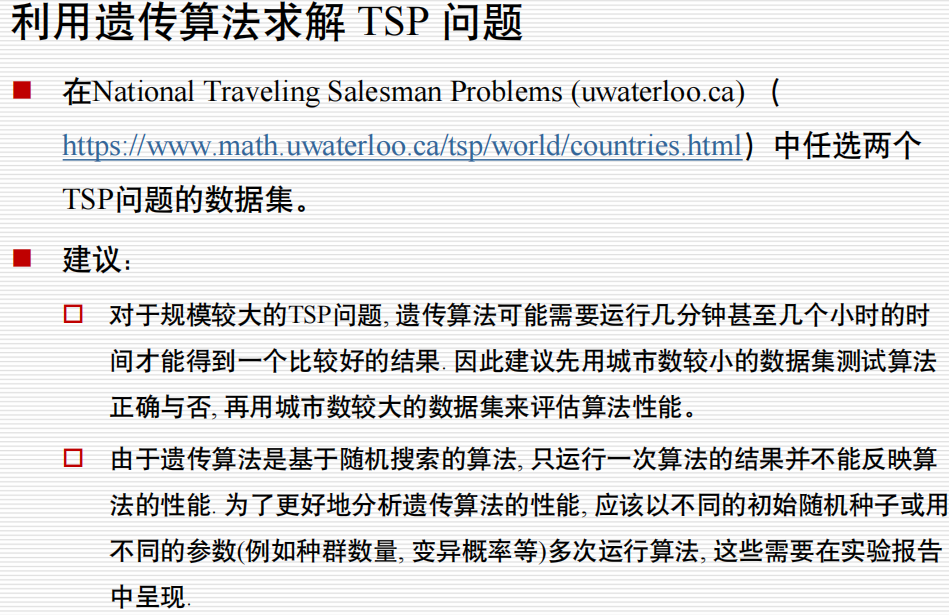 利用遗传算法求解 TSP 问题
在National Traveling Salesman Problems (uwaterloo.ca) （
https://www.math.uwaterloo.ca/tsp/world/countries.html）中任选两个
TSP问题的数据集。
建议：
对于规模较大的TSP问题, 遗传算法可能需要运行几分钟甚至几个小时的时
间才能得到一个比较好的结果. 因此建议先用城市数较小的数据集测试算法
正确与否, 再用城市数较大的数据集来评估算法性能。
由于遗传算法是基于随机搜索的算法, 只运行一次算法的结果并不能反映算
法的性能. 为了更好地分析遗传算法的性能, 应该以不同的初始随机种子或用
不同的参数(例如种群数量, 变异概率等)多次运行算法, 这些需要在实验报告
中呈现.